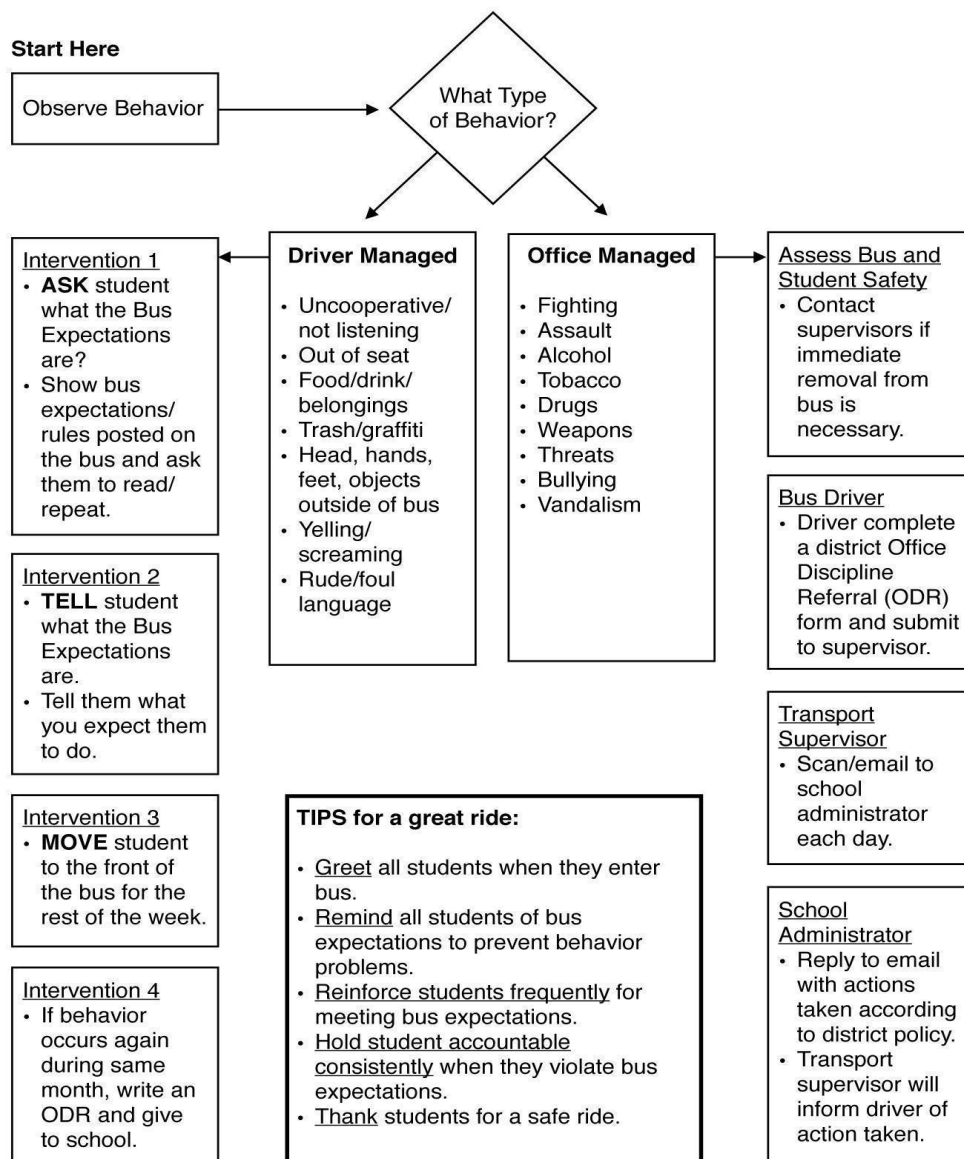 Start Here
Observe Behavior
What Type
of Behavior?
Intervention 1
• ASK student
what the Bus
Expectations
are?
• Show bus
expectations/
rules posted on
the bus and ask
them to read/
repeat.
Intervention 2
• TELL student
what the Bus
Expectations
are.
• Tell them what
you expect them
to do.
Intervention 3
• MOVE student
to the front of
the bus for the
rest of the week.
Intervention 4
• If behavior
occurs again
during same
month, write an
ODR and give
to school.
Driver Managed
• Uncooperative/
not listening
• Out of seat
• Food/drink/
belongings
• Trash/graffiti
• Head, hands,
feet, objects
outside of bus
• Yelling/
screaming
• Rude/foul
language
Office Managed
• Fighting
• Assault
• Alcohol
• Tobacco
• Drugs
• Weapons
• Threats
• Bullying
• Vandalism
Assess Bus and
Student Safety
• Contact
supervisors if
immediate
removal from
bus is
necessary.
Bus Driver
• Driver complete
a district Office
Discipline
Referral (ODR)
form and submit
to supervisor.
Transport
Supervisor
• Scan/email to
school
administrator
each day.
School
Administrator
• Reply to email
with actions
taken according
to district policy.
• Transport
supervisor will
inform driver of
action taken.
TIPS for a great ride:
• Greet all students when they enter
bus.
• Remind all students of bus
expectations to prevent behavior
problems.
• Reinforce students frequently for
meeting bus expectations.
• Hold student accountable
consistently when they violate bus
expectations.
• Thank students for a safe ride.